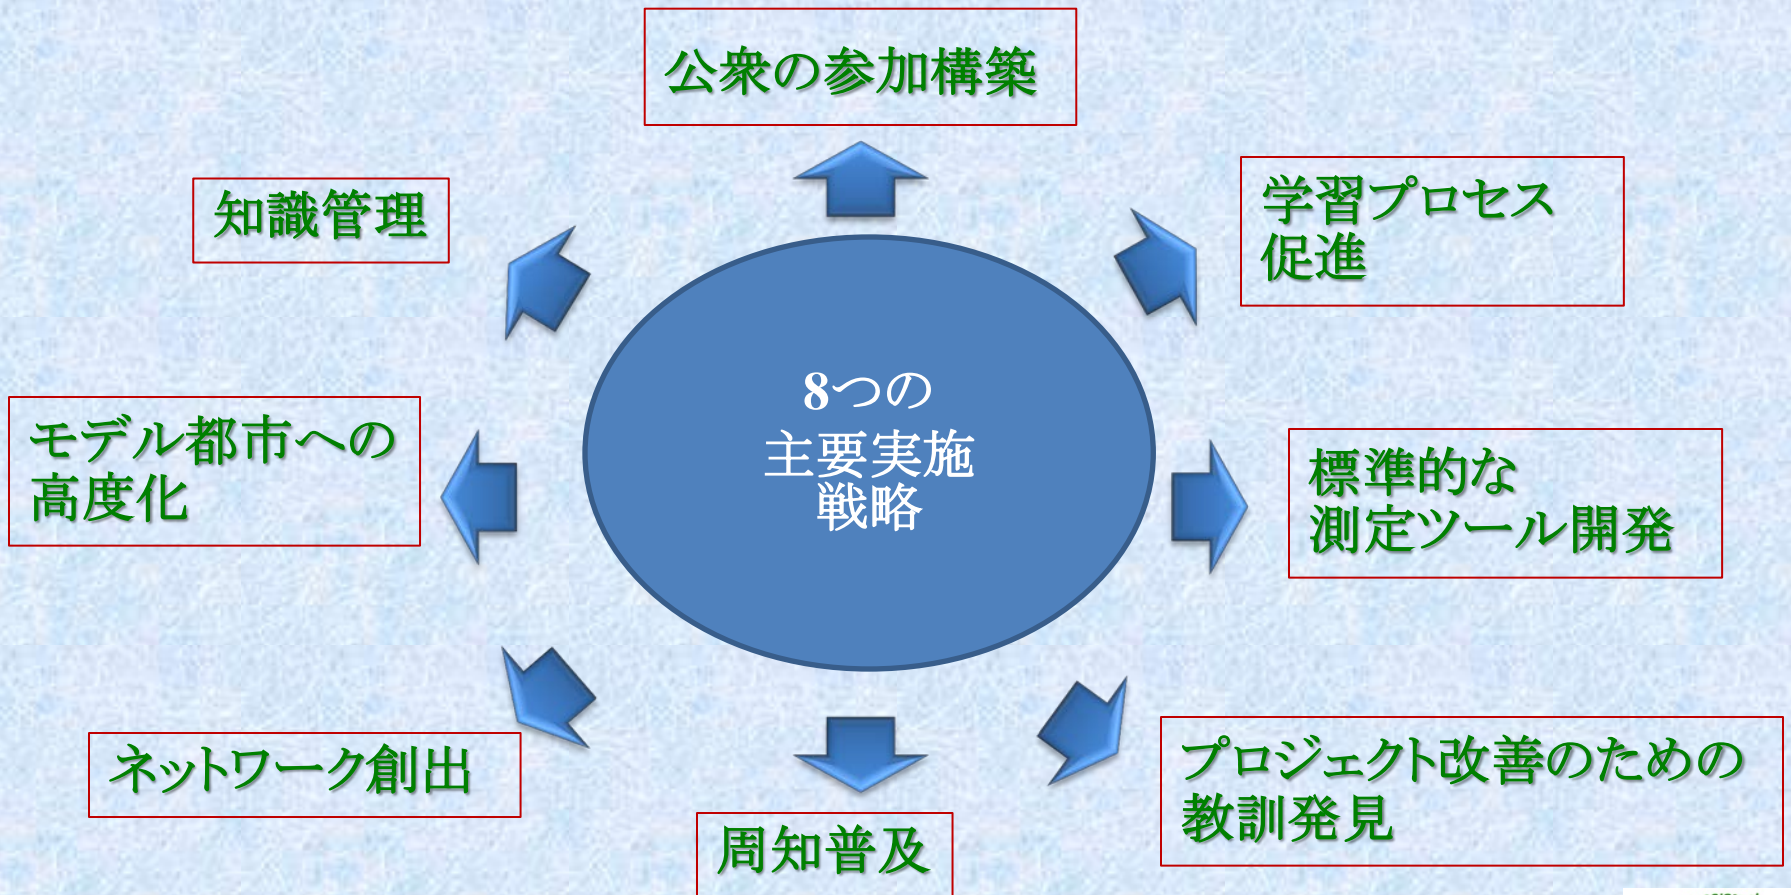 公衆の参加構築
知識管理
学習プロセス
促進
8つの
主要実施
戦略
モデル都市への
高度化
標準的な
測定ツール開発
ネットワーク創出
プロジェクト改善のための
教訓発見
周知普及